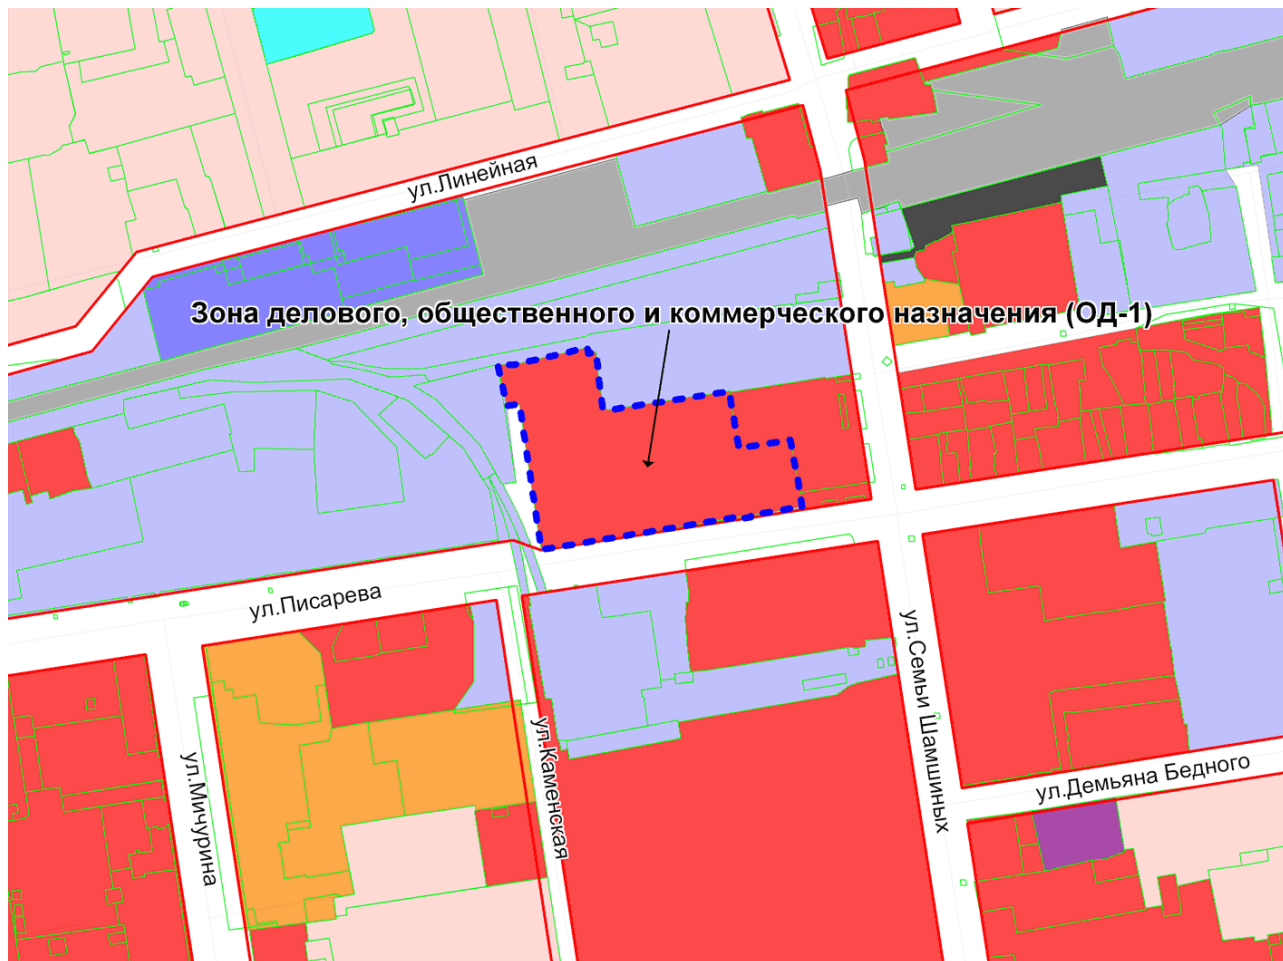 ул.Линейная
Зона делового, общественного и коммерческого назначения (ОД-1)
ул.Писарева
ул.Семьи Шамшиных
ул.Каменская
ул.Мичурина
ул.Демьяна Бедного